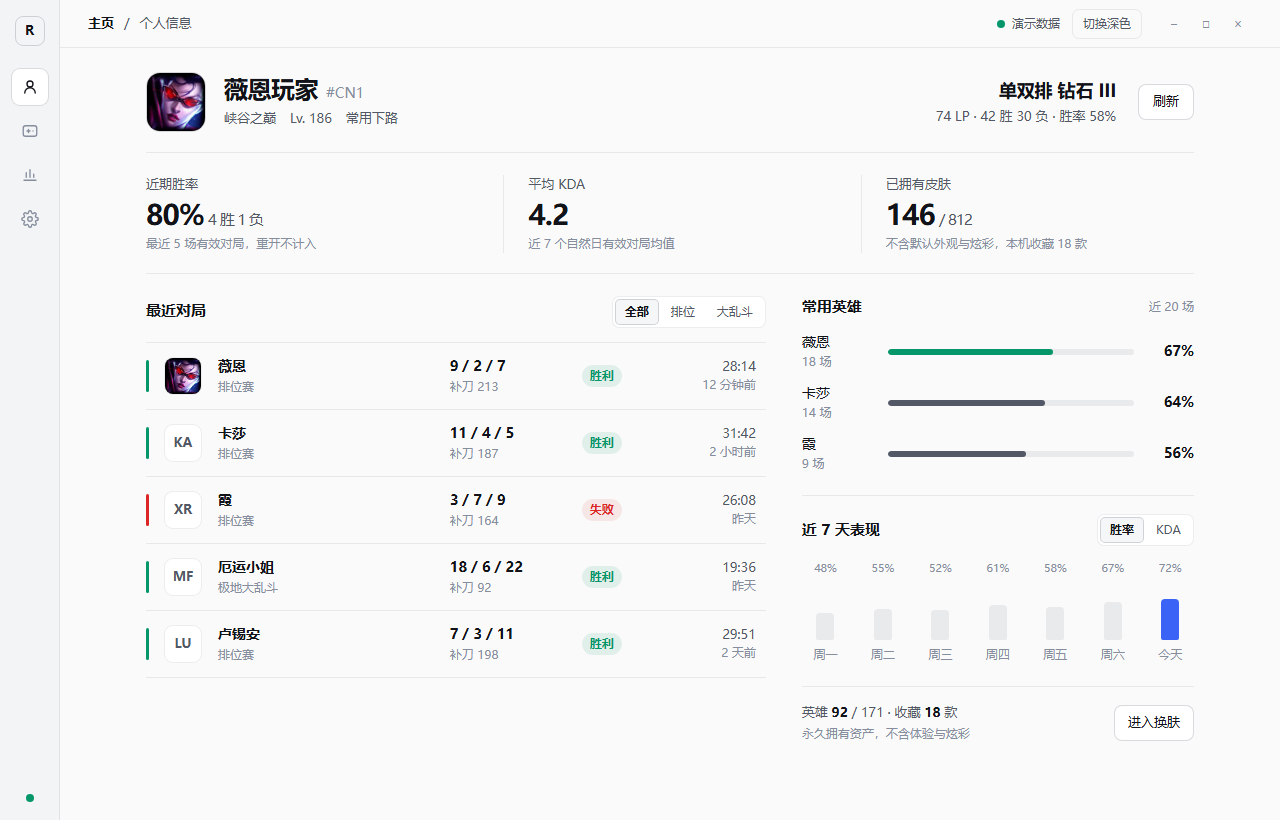 R
主页 / 个人信息
演示数据
切换深色
薇恩玩家 #CN1
峡谷之巅 Lv. 186 常用下路
单双排 钻石 III
74 LP · 42 胜 30 负 · 胜率 58%
刷新
近期胜率
80% 4 胜 1 负
最近 5 场有效对局，重开不计入
平均 KDA
4.2
近 7 个自然日有效对局均值
已拥有皮肤
146 / 812
不含默认外观与炫彩，本机收藏 18 款
最近对局
全部 排位 大乱斗
薇恩
排位赛
9 / 2 / 7
补刀 213
胜利
28:14
12 分钟前
KA
卡莎
排位赛
11 / 4 / 5
补刀 187
胜利
31:42
2 小时前
XR
霞
排位赛
3 / 7 / 9
补刀 164
失败
26:08
昨天
MF
厄运小姐
极地大乱斗
18 / 6 / 22
补刀 92
胜利
19:36
昨天
LU
卢锡安
排位赛
7 / 3 / 11
补刀 198
胜利
29:51
2 天前
常用英雄
近 20 场
薇恩
18 场
67%
卡莎
14 场
64%
霞
9 场
56%
近 7 天表现
胜率 KDA
48% 55% 52% 61% 58% 67% 72%
周一 周二 周三 周四 周五 周六 今天
英雄 92 / 171 · 收藏 18 款
永久拥有资产，不含体验与炫彩
进入换肤